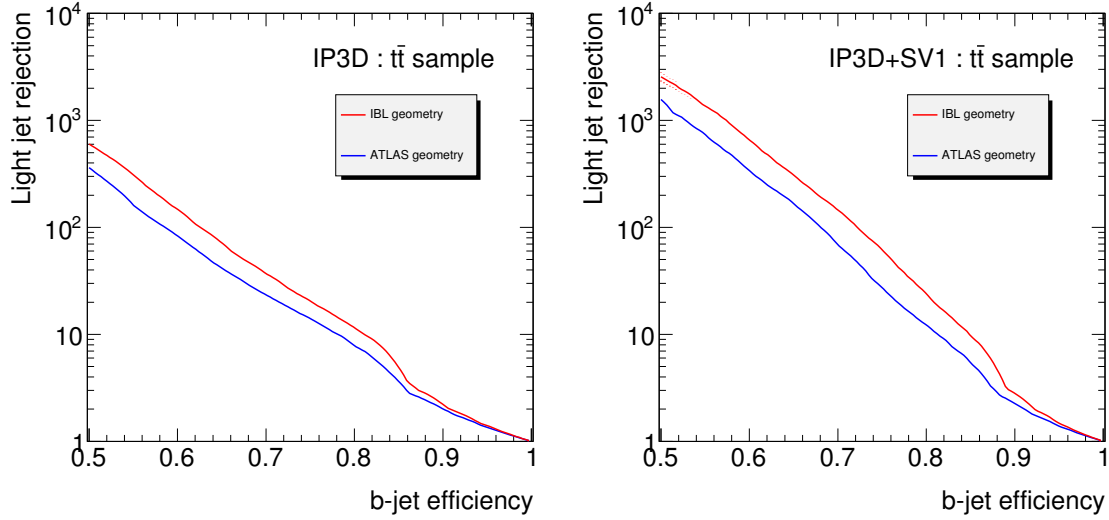 Light jet rejection
10⁴
10³
10²
10
1
IP3D : tt̄ sample
IBL geometry
ATLAS geometry
0.5 0.6 0.7 0.8 0.9 1
b-jet efficiency
Light jet rejection
10⁴
10³
10²
10
1
IP3D+SV1 : tt̄ sample
IBL geometry
ATLAS geometry
0.5 0.6 0.7 0.8 0.9 1
b-jet efficiency